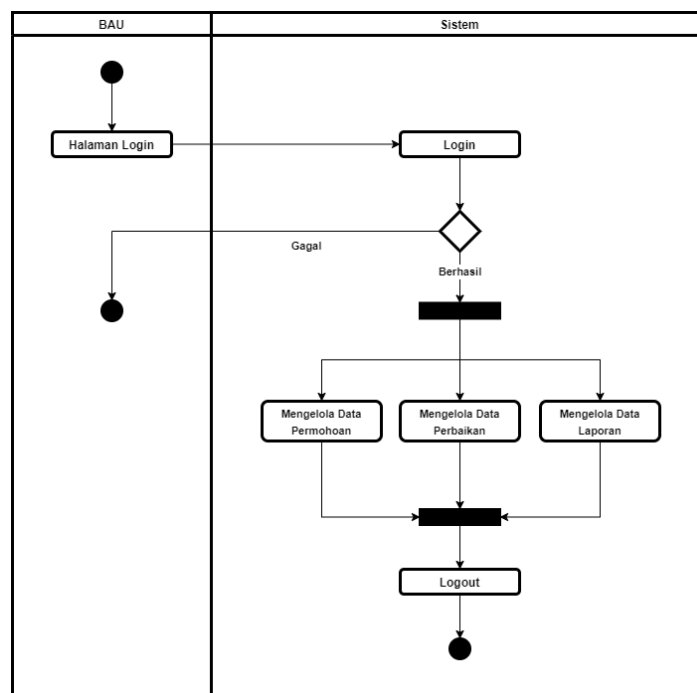 BAU
Sistem
Halaman Login
Login
Gagal
Berhasil
Mengelola Data
Permohoan
Mengelola Data
Perbaikan
Mengelola Data
Laporan
Logout